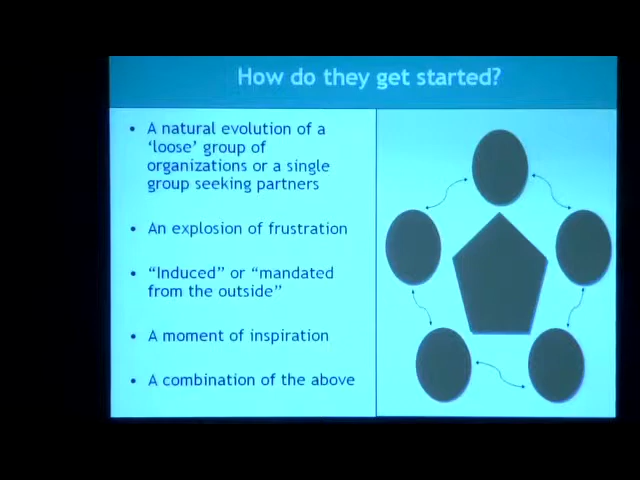 How do they get started?
• A natural evolution of a
‘loose’ group of
organizations or a single
group seeking partners
• An explosion of frustration
• “Induced” or “mandated
from the outside”
• A moment of inspiration
• A combination of the above